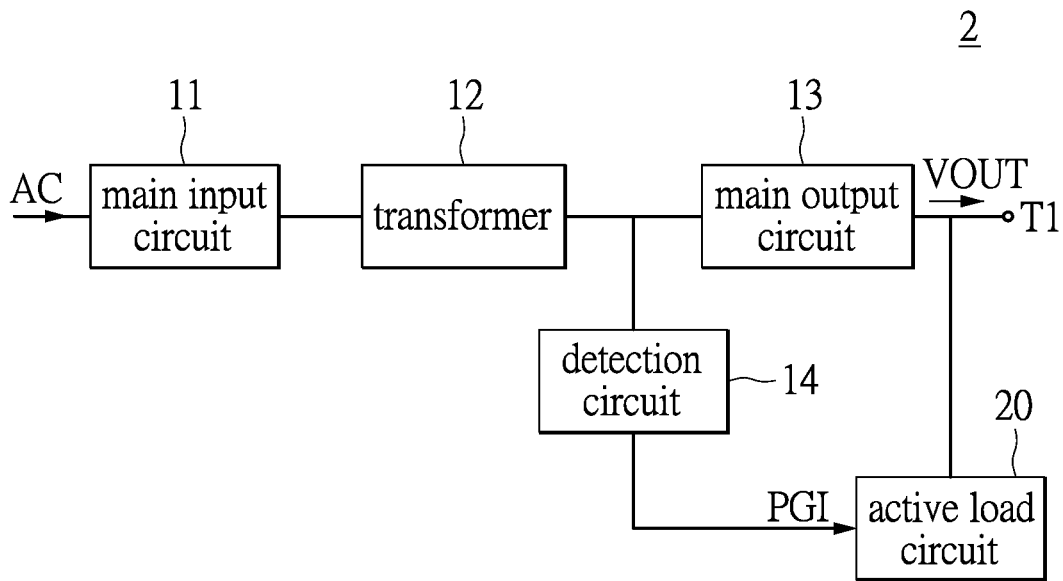 2
11
12
13
AC
main input
circuit
transformer
main output
circuit
VOUT
T1
detection
circuit
14
20
PGI
active load
circuit